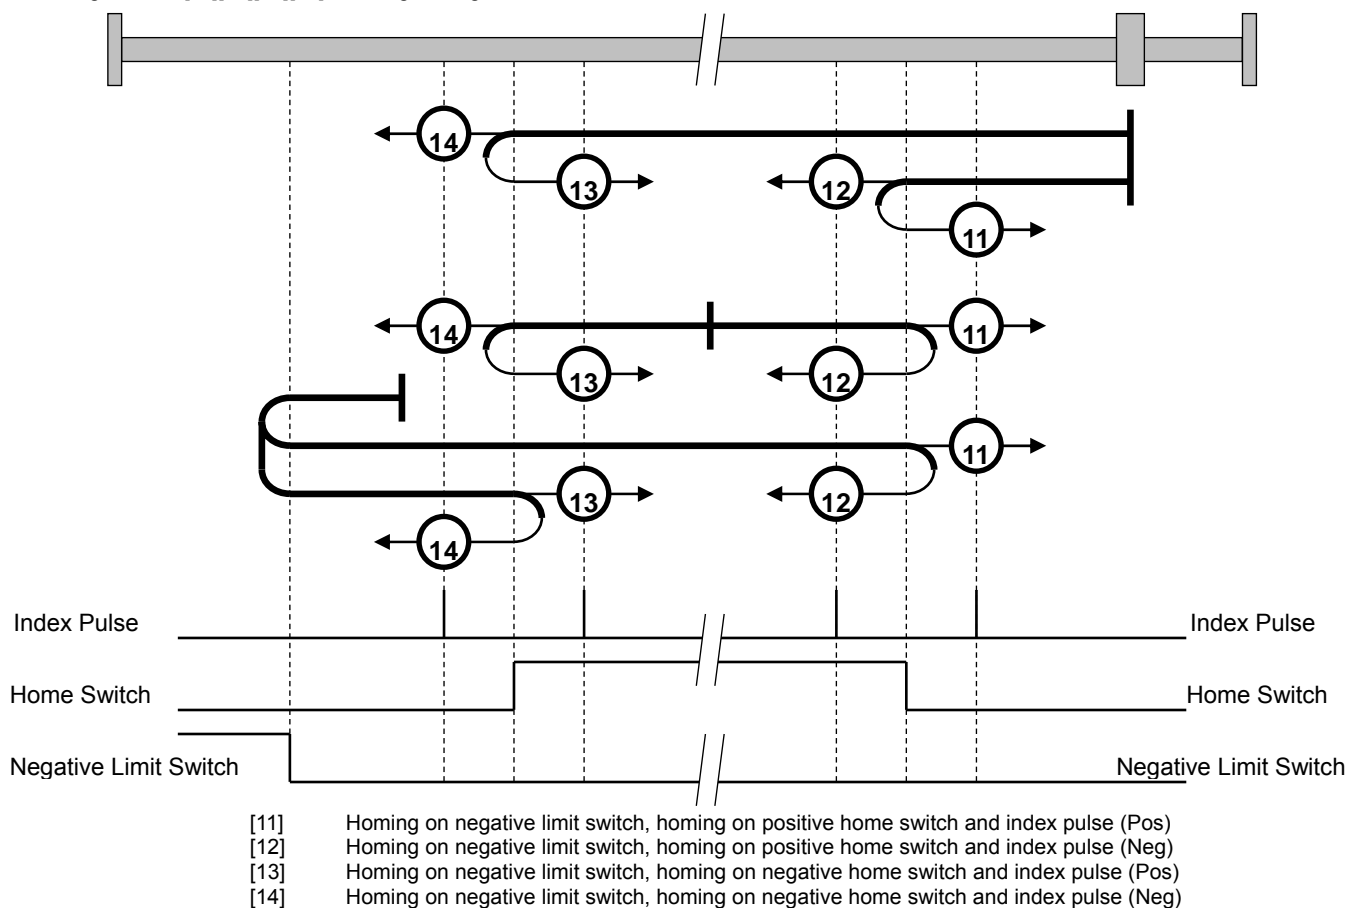 14
13
12
11
14
11
13
12
11
13
12
14
Index Pulse
Index Pulse
Home Switch
Home Switch
Negative Limit Switch
Negative Limit Switch
[11] Homing on negative limit switch, homing on positive home switch and index pulse (Pos)
[12] Homing on negative limit switch, homing on positive home switch and index pulse (Neg)
[13] Homing on negative limit switch, homing on negative home switch and index pulse (Pos)
[14] Homing on negative limit switch, homing on negative home switch and index pulse (Neg)